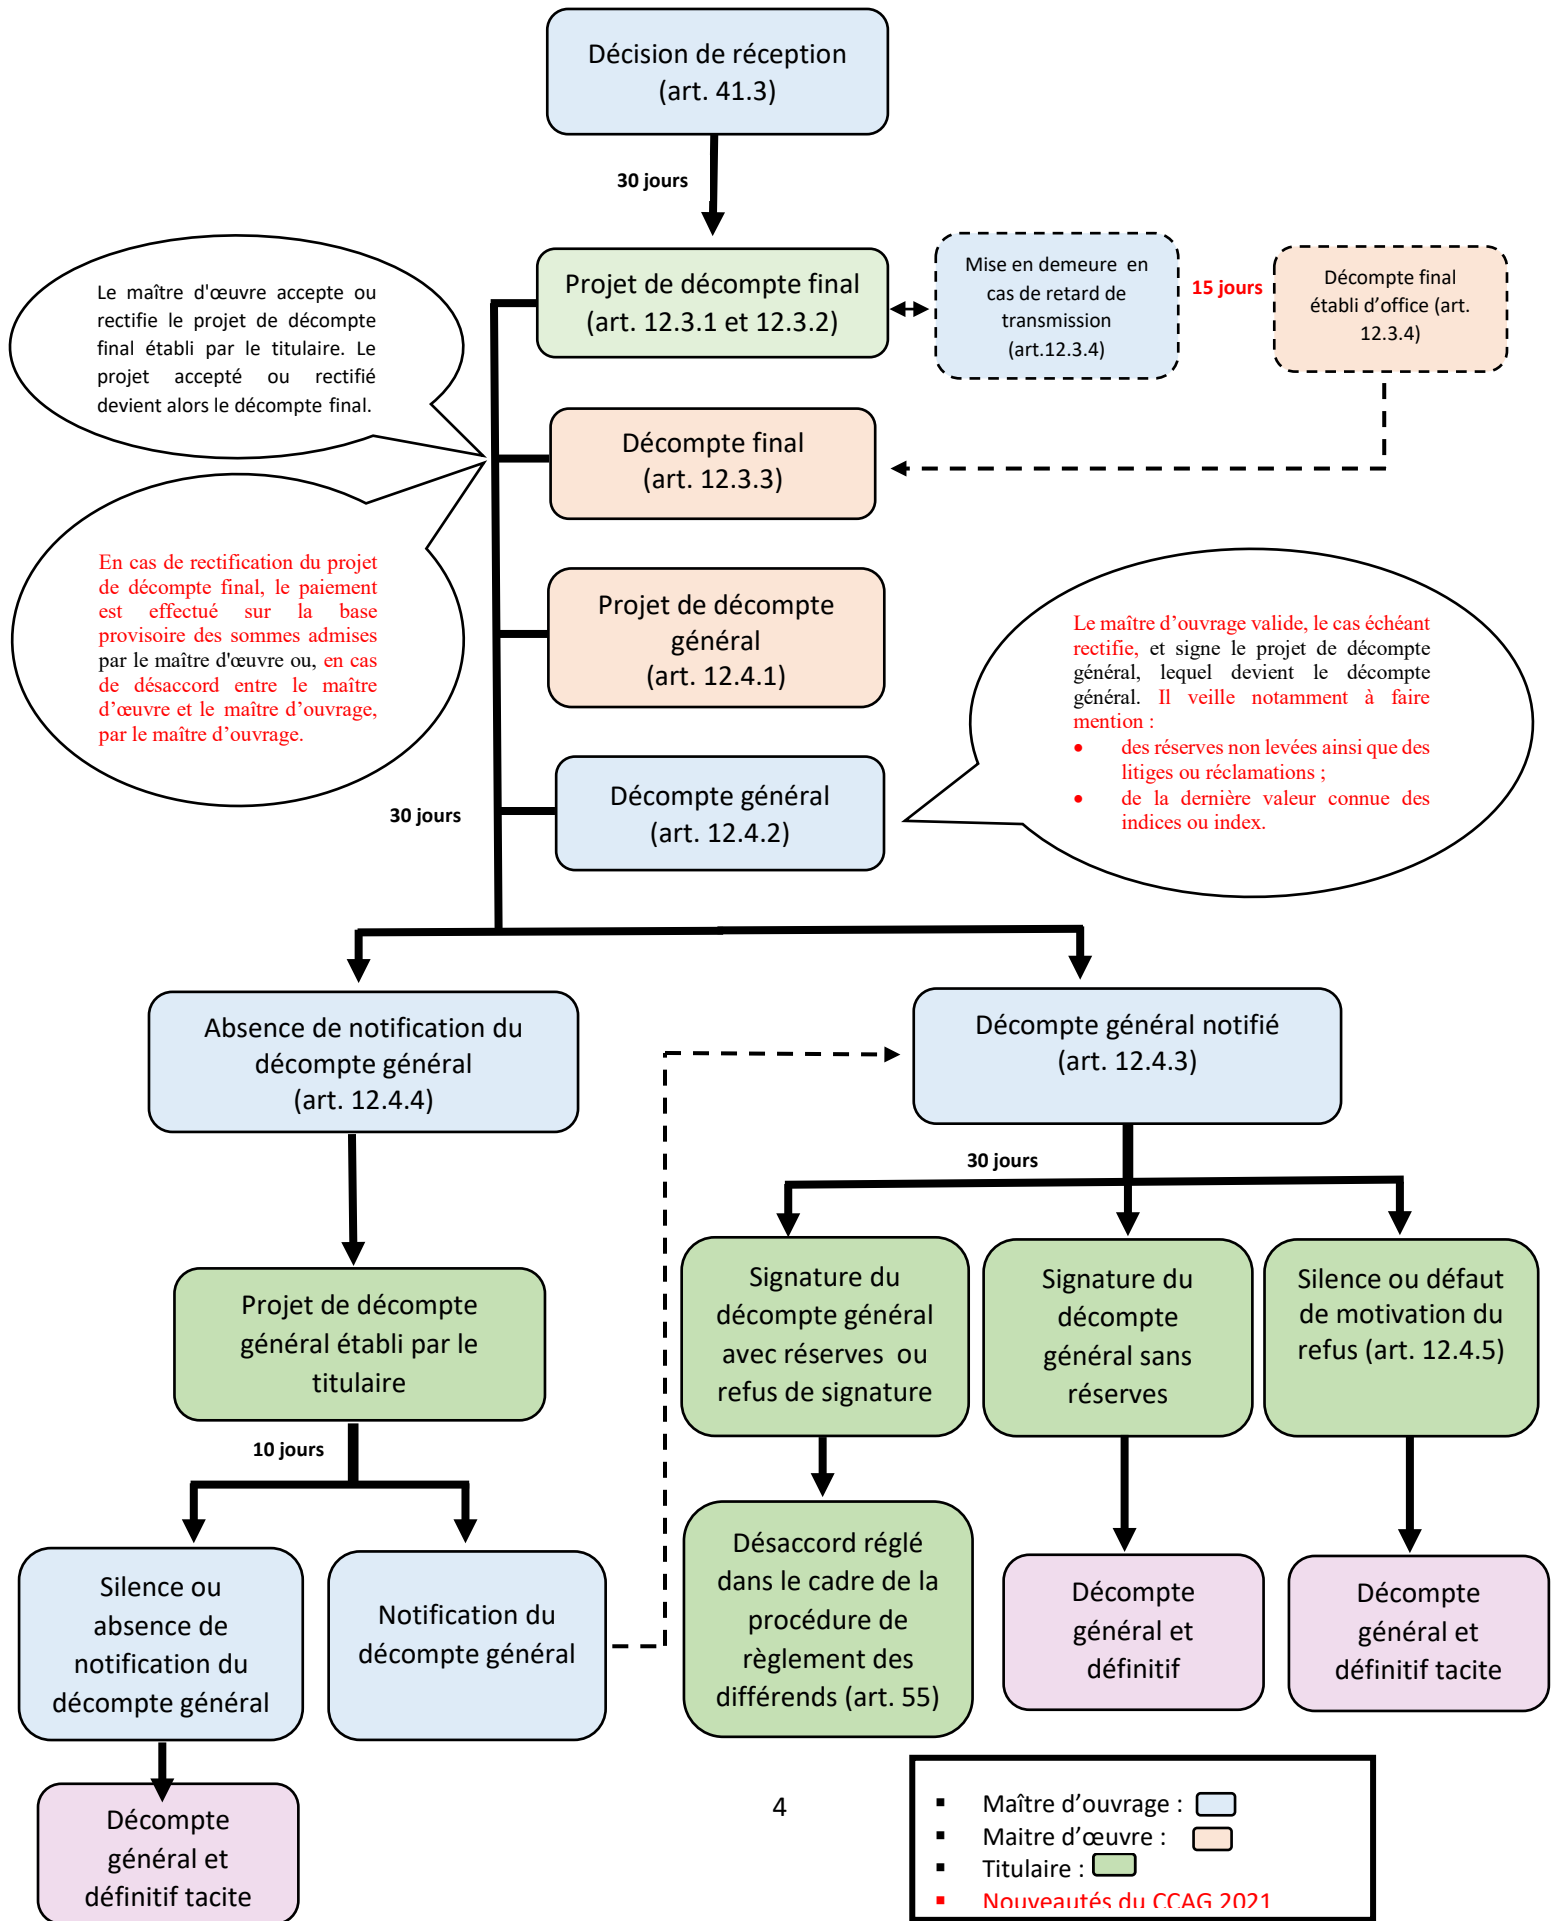 Décision de réception
(art. 41.3)
30 jours
Projet de décompte final
(art. 12.3.1 et 12.3.2)
Mise en demeure en
cas de retard de
transmission
(art.12.3.4)
15 jours
Décompte final
établi d’office (art.
12.3.4)
Le maître d'œuvre accepte ou
rectifie le projet de décompte
final établi par le titulaire. Le
projet accepté ou rectifié
devient alors le décompte final.
Décompte final
(art. 12.3.3)
En cas de rectification du projet
de décompte final, le paiement
est effectué sur la base
provisoire des sommes admises
par le maître d'œuvre ou, en cas
de désaccord entre le maître
d’œuvre et le maître d’ouvrage,
par le maître d’ouvrage.
Projet de décompte
général
(art. 12.4.1)
Le maître d’ouvrage valide, le cas échéant
rectifie, et signe le projet de décompte
général, lequel devient le décompte
général. Il veille notamment à faire
mention :
• des réserves non levées ainsi que des
litiges ou réclamations ;
• de la dernière valeur connue des
indices ou index.
30 jours
Décompte général
(art. 12.4.2)
Absence de notification du
décompte général
(art. 12.4.4)
Décompte général notifié
(art. 12.4.3)
30 jours
Projet de décompte
général établi par le
titulaire
Signature du
décompte général
avec réserves ou
refus de signature
Signature du
décompte
général sans
réserves
Silence ou défaut
de motivation du
refus (art. 12.4.5)
10 jours
Silence ou
absence de
notification du
décompte général
Notification du
décompte général
Désaccord réglé
dans le cadre de la
procédure de
règlement des
différends (art. 55)
Décompte
général et
définitif
Décompte
général et
définitif tacite
Décompte
général et
définitif tacite
4
▪ Maître d’ouvrage :
▪ Maitre d’œuvre :
▪ Titulaire :
▪ Nouveautés du CCAG 2021